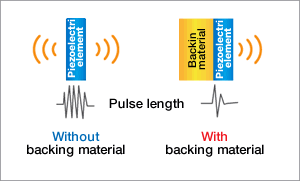 Piezoelectri
element
Backin
material
Piezoelectri
element
Pulse length
Without
backing material
With
backing material